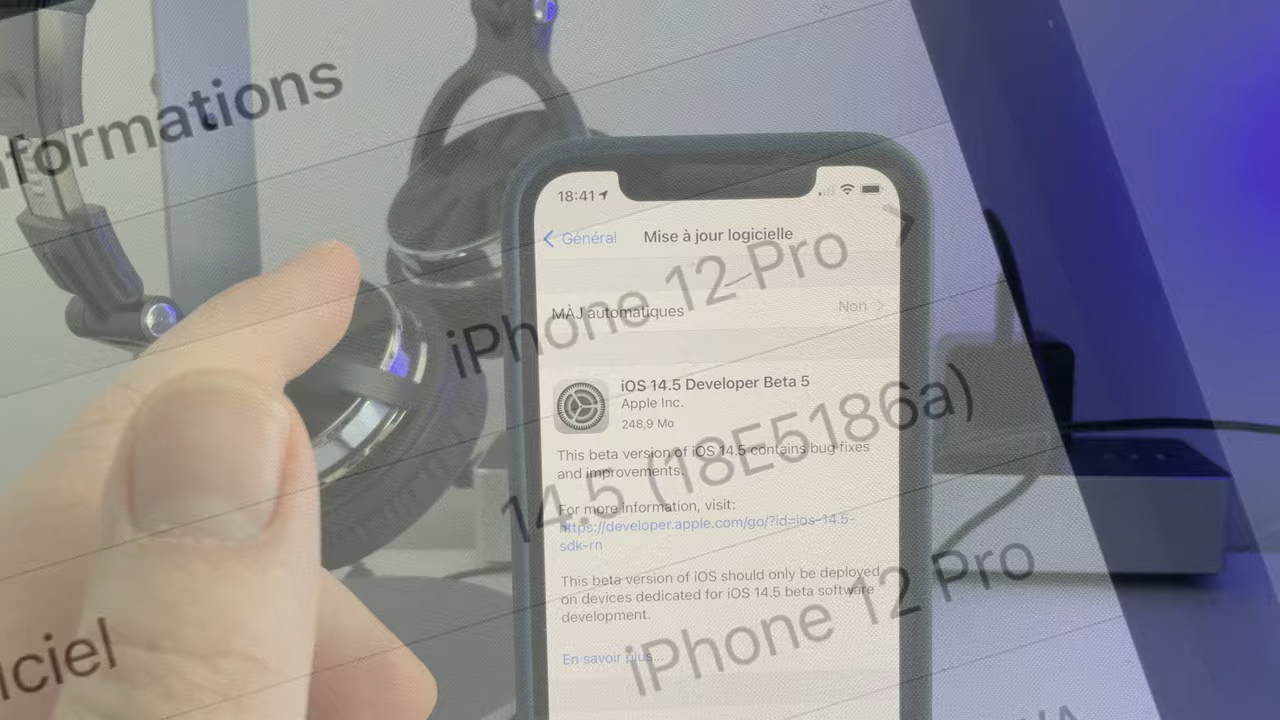 nformations
18:41
Général
Mise à jour logicielle
iPhone 12 Pro
MÀJ automatiques
Non
iOS 14.5 Developer Beta 5
Apple Inc.
248,9 Mo
14.5 (18E5186a)
This beta version of iOS 14.5 contains bug fixes
and improvements.
For more information, visit:
https://developer.apple.com/go/?id=ios-14.5-
sdk-rn
iPhone 12 Pro
This beta version of iOS should only be deployed
on devices dedicated for iOS 14.5 beta software
development.
En savoir plus...
iciel